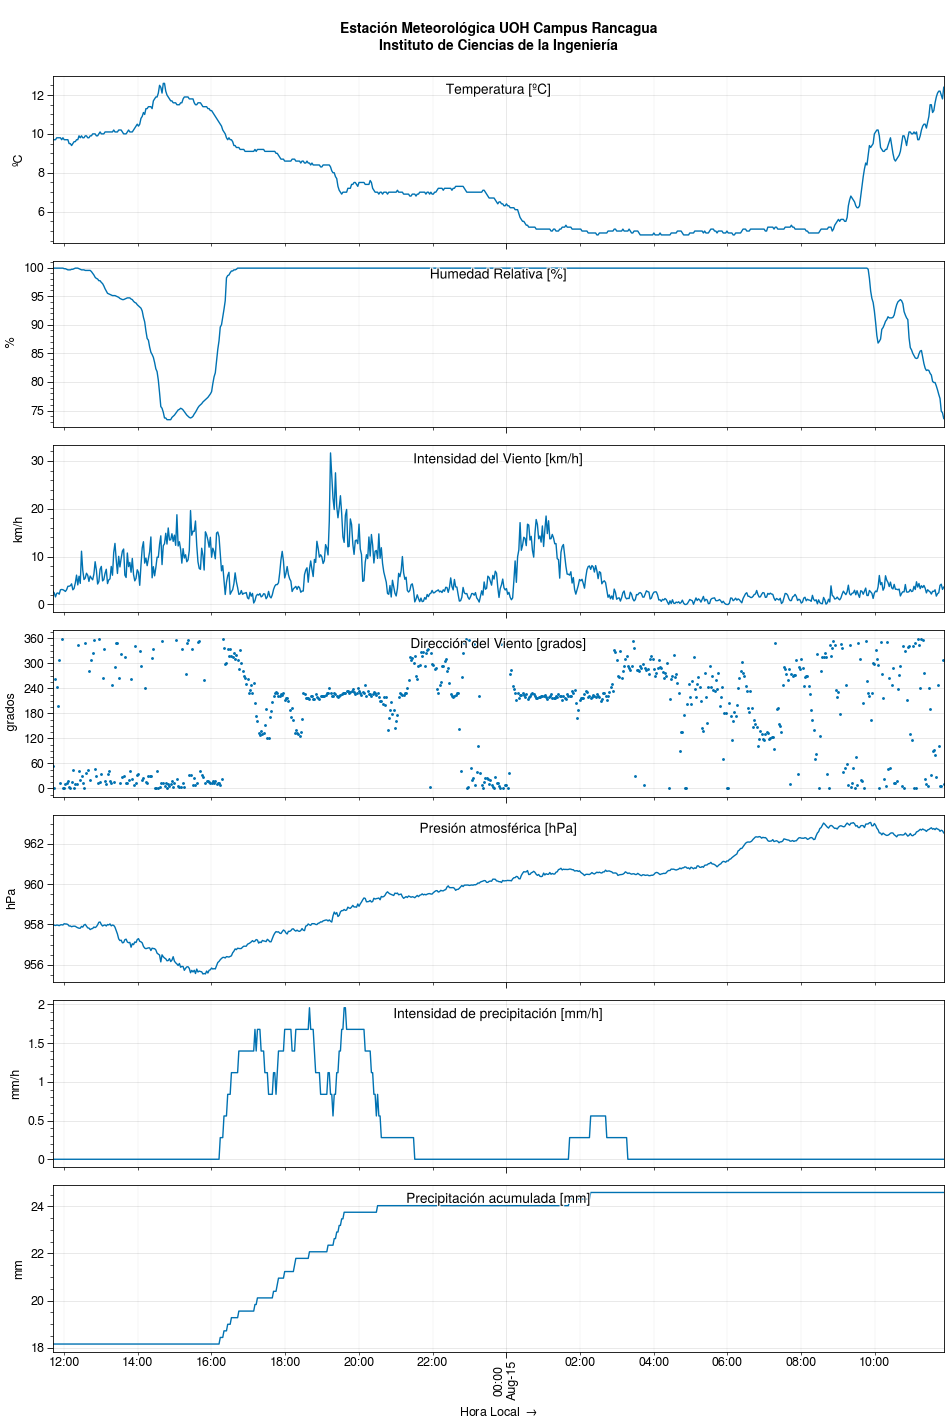 Estación Meteorológica UOH Campus Rancagua
Instituto de Ciencias de la Ingeniería
Temperatura [ºC]
ºC
12
10
8
6
Humedad Relativa [%]
%
100
95
90
85
80
75
Intensidad del Viento [km/h]
km/h
30
20
10
0
Dirección del Viento [grados]
grados
360
300
240
180
120
60
0
Presión atmosférica [hPa]
hPa
962
960
958
956
Intensidad de precipitación [mm/h]
mm/h
2
1.5
1
0.5
0
Precipitación acumulada [mm]
mm
24
22
20
18
12:00 14:00 16:00 18:00 20:00 22:00 00:00 02:00 04:00 06:00 08:00 10:00
Aug-15
Hora Local →